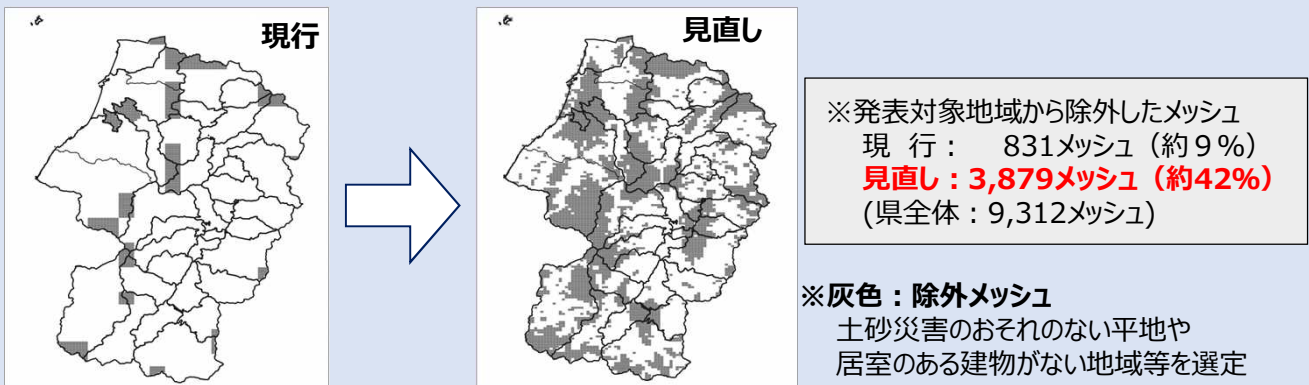 現行
見直し
※発表対象地域から除外したメッシュ
現 行： 831メッシュ（約９％）
見直し：3,879メッシュ（約42%）
(県全体：9,312メッシュ)
※灰色：除外メッシュ
土砂災害のおそれのない平地や
居室のある建物がない地域等を選定